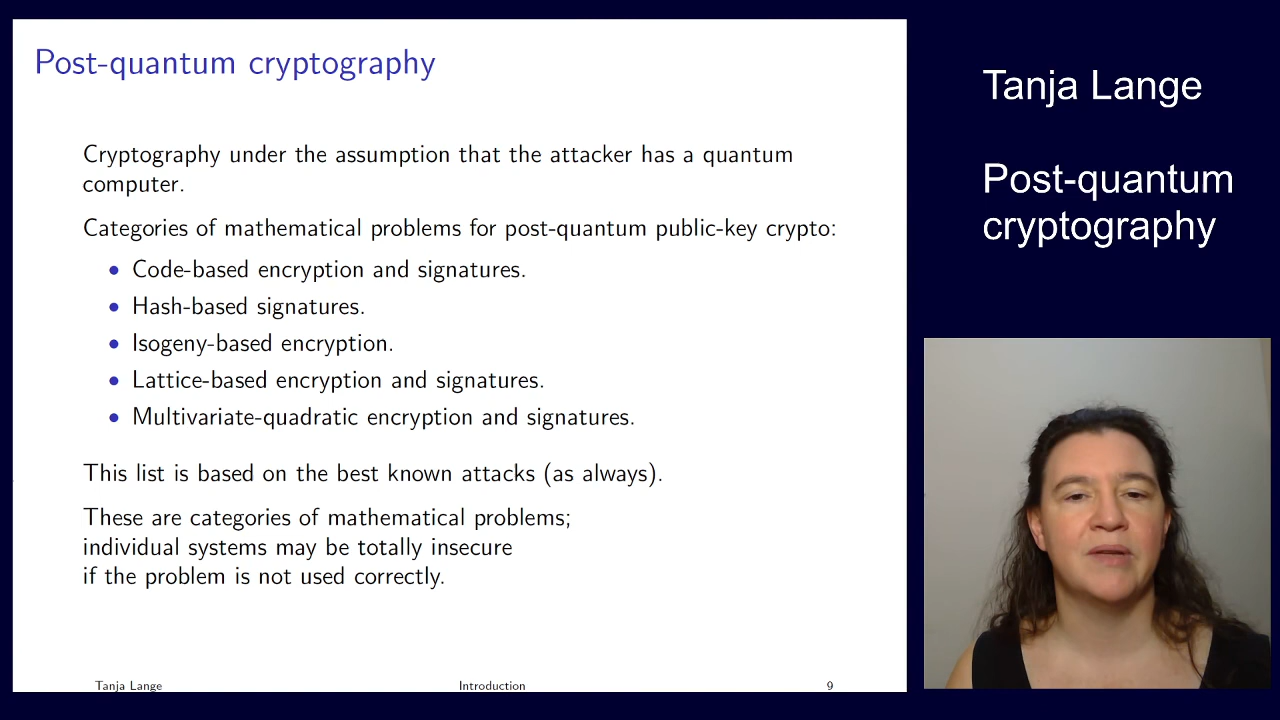 Post-quantum cryptography
Cryptography under the assumption that the attacker has a quantum
computer.
Categories of mathematical problems for post-quantum public-key crypto:
• Code-based encryption and signatures.
• Hash-based signatures.
• Isogeny-based encryption.
• Lattice-based encryption and signatures.
• Multivariate-quadratic encryption and signatures.
This list is based on the best known attacks (as always).
These are categories of mathematical problems;
individual systems may be totally insecure
if the problem is not used correctly.
Tanja Lange Introduction 9
Tanja Lange
Post-quantum
cryptography